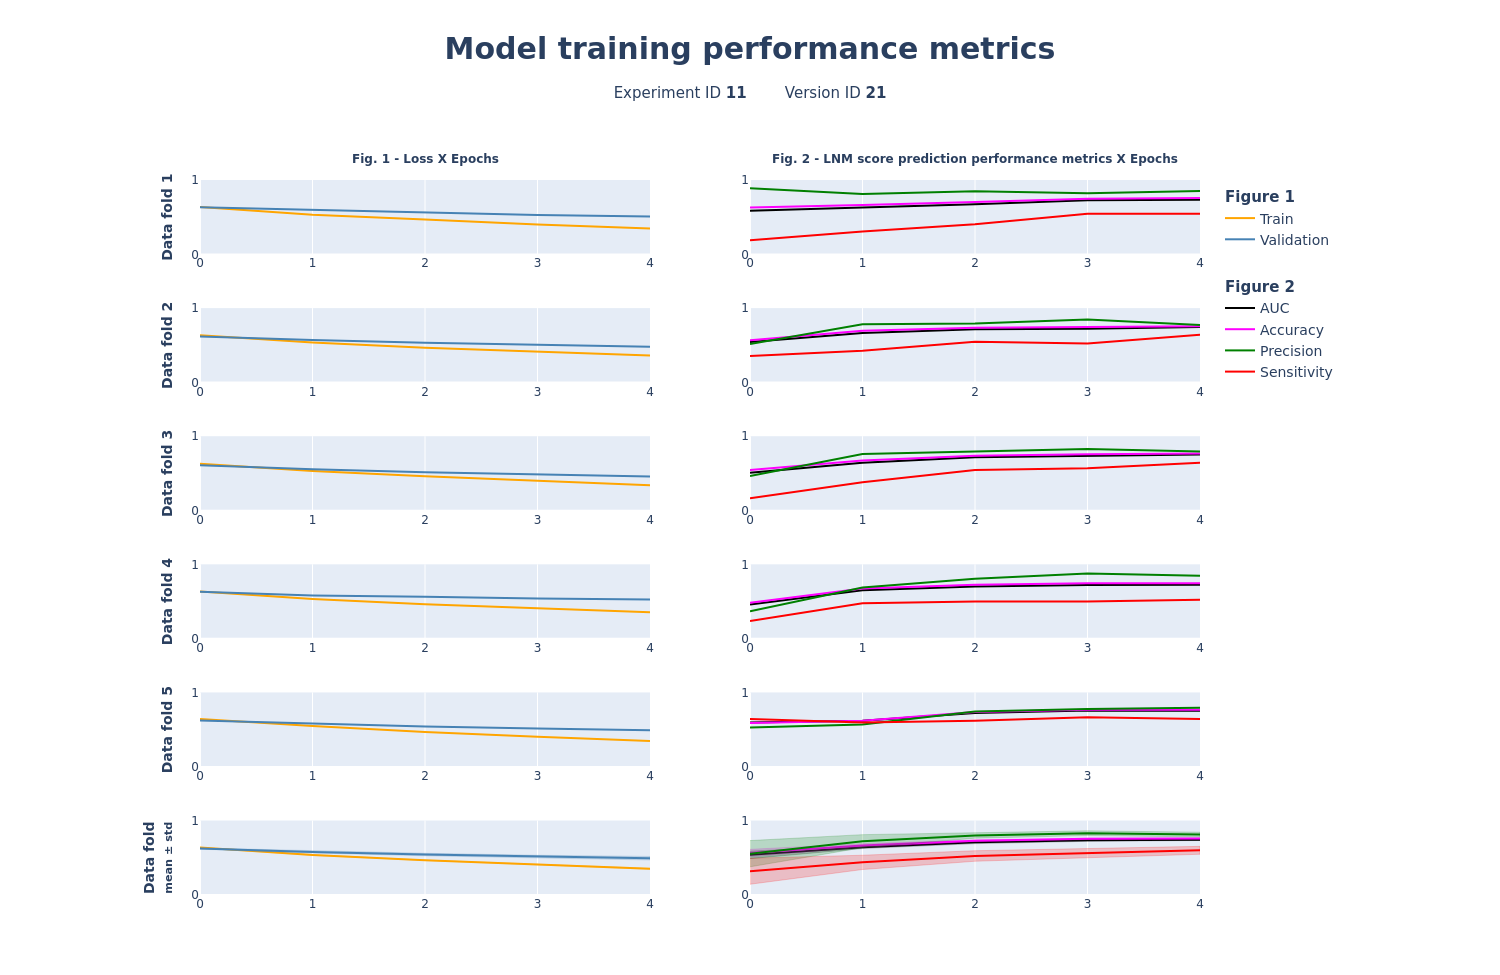 Model training performance metrics
Experiment ID 11 Version ID 21
Fig. 1 - Loss X Epochs
Fig. 2 - LNM score prediction performance metrics X Epochs
Data fold 1
1
0
0 1 2 3 4
1
0
0 1 2 3 4
Figure 1
Train
Validation
Figure 2
AUC
Accuracy
Precision
Sensitivity
Data fold 2
1
0
0 1 2 3 4
1
0
0 1 2 3 4
Data fold 3
1
0
0 1 2 3 4
1
0
0 1 2 3 4
Data fold 4
1
0
0 1 2 3 4
1
0
0 1 2 3 4
Data fold 5
1
0
0 1 2 3 4
1
0
0 1 2 3 4
Data fold
mean ± std
1
0
0 1 2 3 4
1
0
0 1 2 3 4